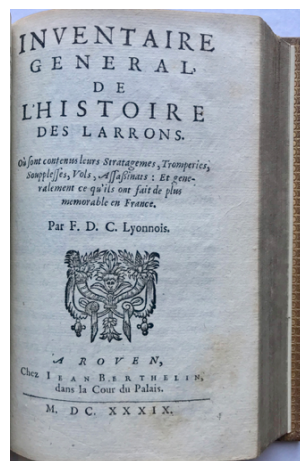 INVENTAIRE
GENERAL
DE
L'HISTOIRE
DES LARRONS.
Où sont contenus leurs Stratagemes, Tromperies,
Soupplesses, Vols, Assaßinats : Et gene-
ralement ce qu'ils ont fait de plus
memorable en France.
Par F. D. C. Lyonnois.
A ROVEN,
Chez IEAN BERTHELIN,
dans la Cour du Palais.
M. DC. XXXIX.